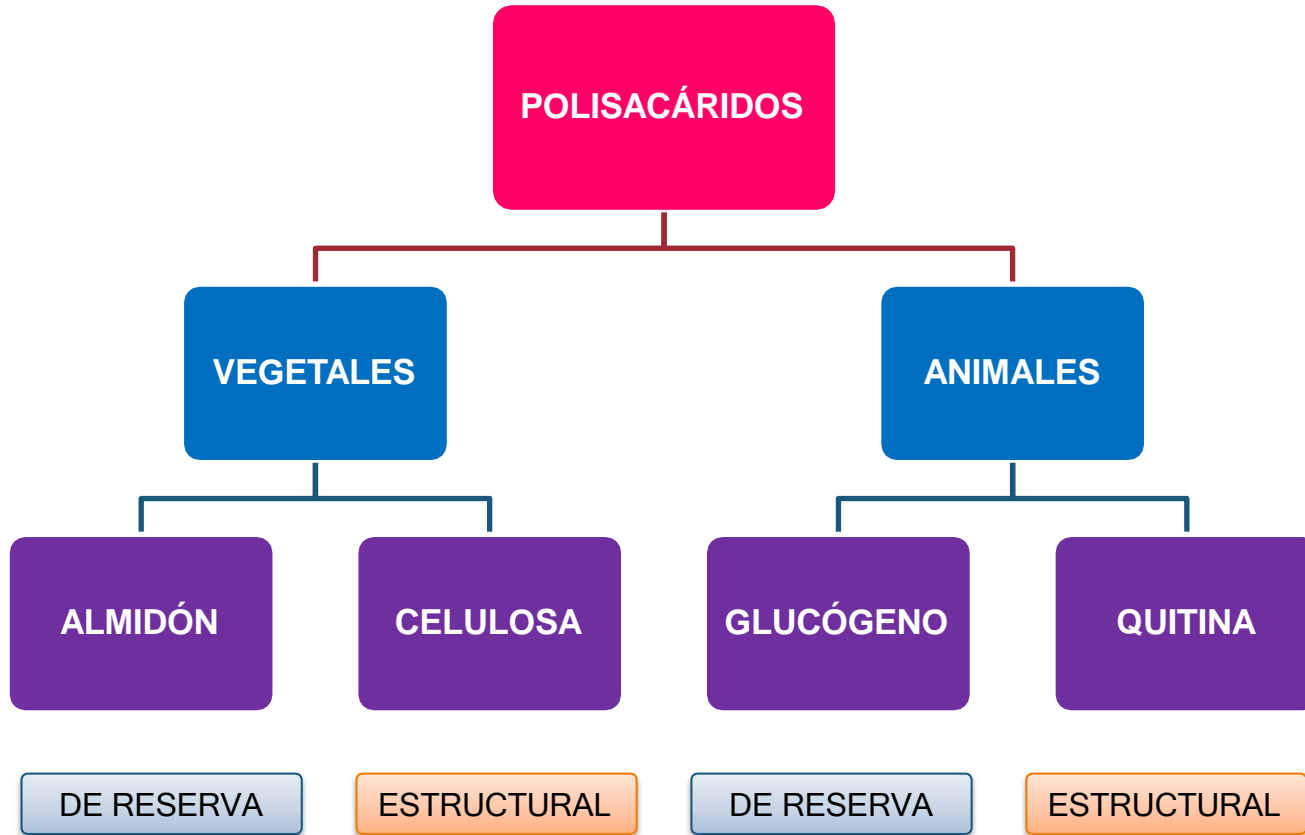 POLISACÁRIDOS
VEGETALES
ANIMALES
ALMIDÓN
CELULOSA
GLUCÓGENO
QUITINA
DE RESERVA
ESTRUCTURAL
DE RESERVA
ESTRUCTURAL